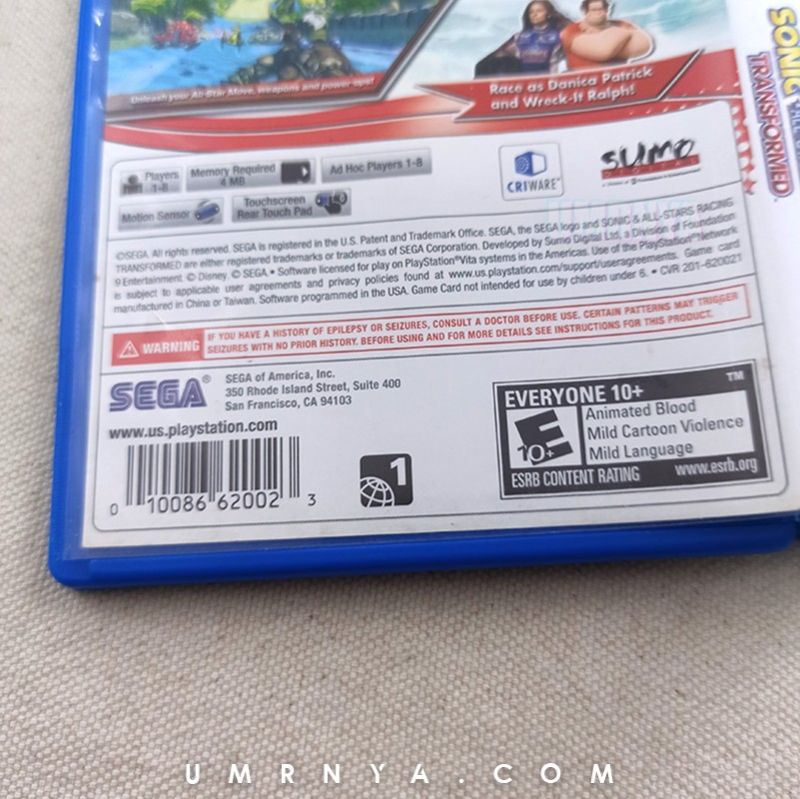 Unleash your All-Star Move, weapons and power-ups!
Race as Danica Patrick
and Wreck-It Ralph!
SONIC
TRANSFORMED
Players
1-8
Memory Required
4 MB
Ad Hoc Players 1-8
Motion Sensor
Touchscreen
Rear Touch Pad
CRIWARE
SUMO
DIGITAL
©SEGA. All rights reserved. SEGA is registered in the U.S. Patent and Trademark Office. SEGA, the SEGA logo and SONIC & ALL-STARS RACING
TRANSFORMED are either registered trademarks or trademarks of SEGA Corporation. Developed by Sumo Digital Ltd, a Division of Foundation
9 Entertainment. © Disney. © SEGA • Software licensed for play on PlayStation®Vita systems in the Americas. Use of the PlayStation®Network
is subject to applicable user agreements and privacy policies found at www.us.playstation.com/support/useragreements. Game card
manufactured in China or Taiwan. Software programmed in the USA. Game Card not intended for use by children under 6. • CVR 201-620021
WARNING
IF YOU HAVE A HISTORY OF EPILEPSY OR SEIZURES, CONSULT A DOCTOR BEFORE USE. CERTAIN PATTERNS MAY TRIGGER
SEIZURES WITH NO PRIOR HISTORY. BEFORE USING AND FOR MORE DETAILS SEE INSTRUCTIONS FOR THIS PRODUCT.
SEGA®
SEGA of America, Inc.
350 Rhode Island Street, Suite 400
San Francisco, CA 94103
www.us.playstation.com
0 10086 62002 3
1
EVERYONE 10+
TM
E
10+
Animated Blood
Mild Cartoon Violence
Mild Language
ESRB CONTENT RATING
www.esrb.org
UMRNYA.COM